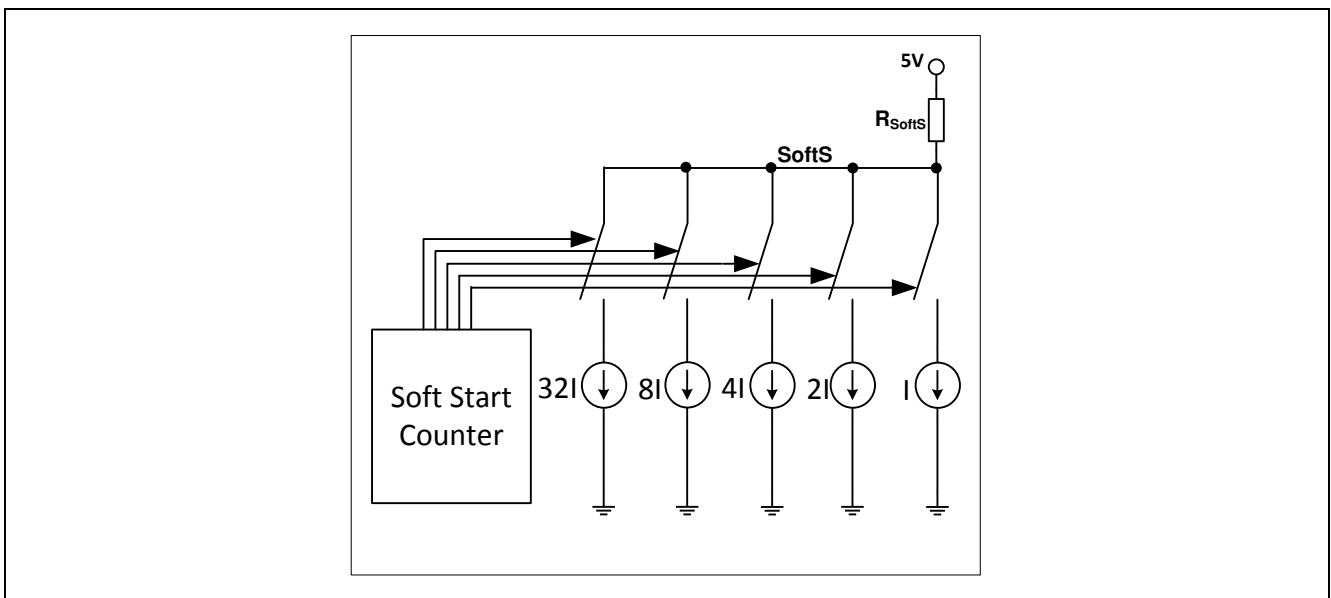 5V
RSoftS
SoftS
32I
8I
4I
2I
I
Soft Start
Counter